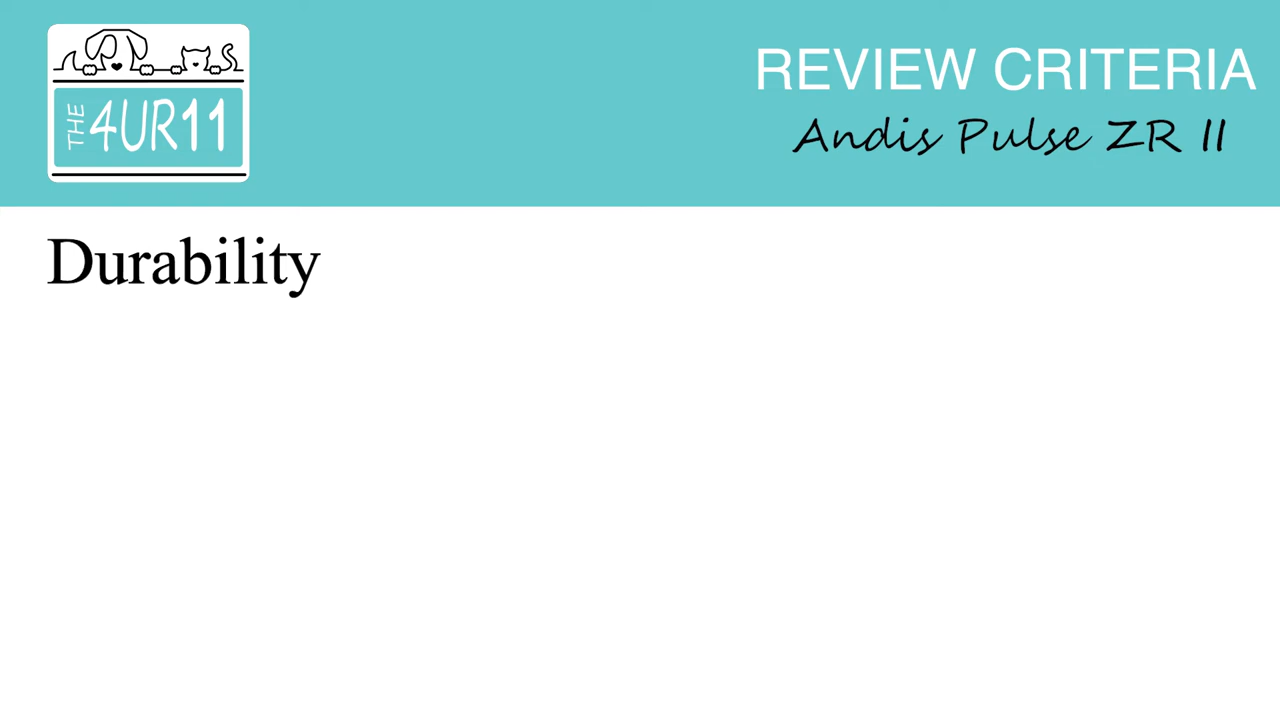 THE 4UR11
REVIEW CRITERIA
Andis Pulse ZR II
Durability